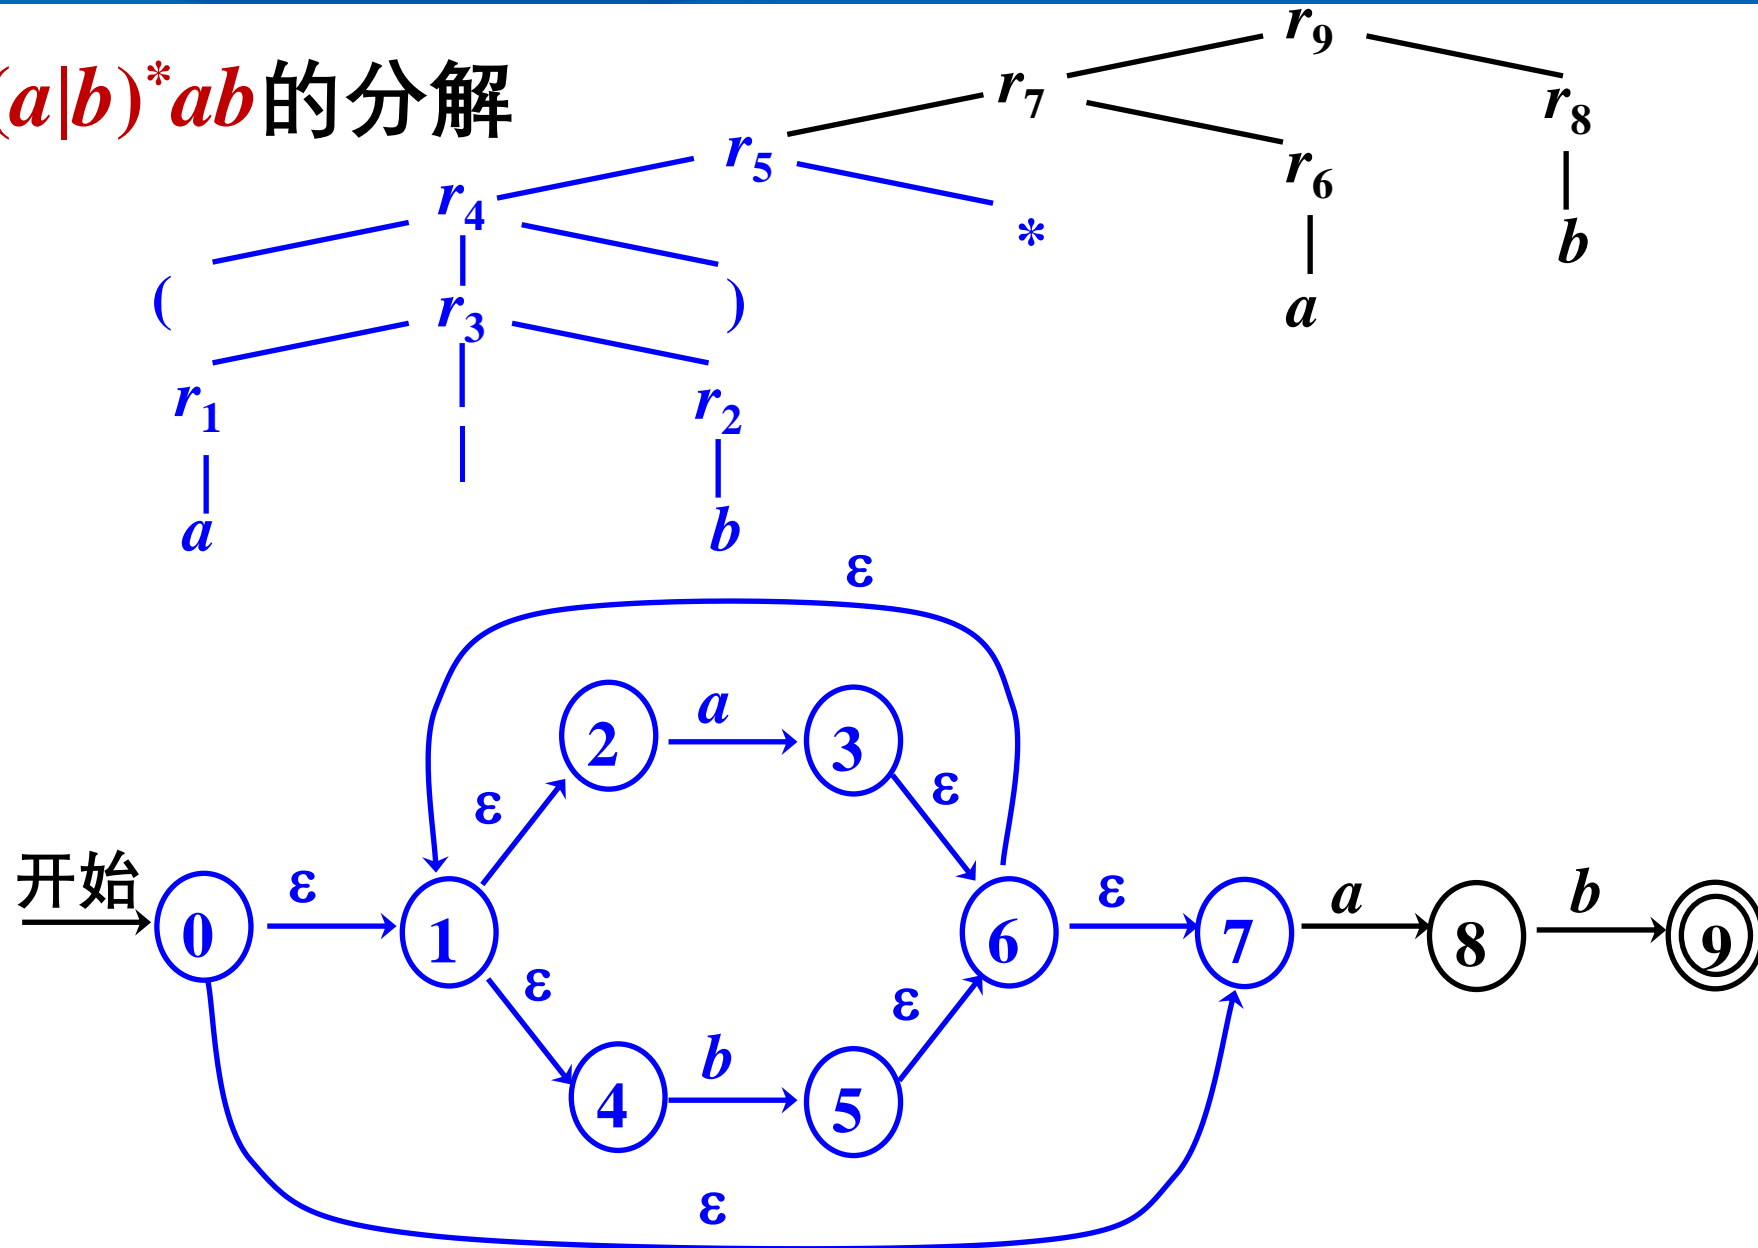 (a|b)*ab的分解
r9
r7 r8
r5 r6 b
r4 * a
( r3 )
r1 | r2
a b
ε
2 a 3
ε ε
开始 0 ε 1 6 ε 7 a 8 b 9
ε ε
4 b 5
ε